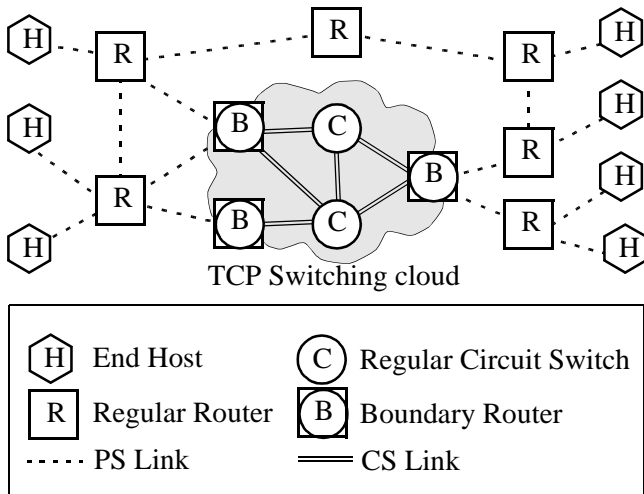 H
R
R
R
H
H
B
C
H
R
B
R
H
B
C
R
H
H
TCP Switching cloud
H End Host
C Regular Circuit Switch
R Regular Router
B Boundary Router
PS Link
CS Link